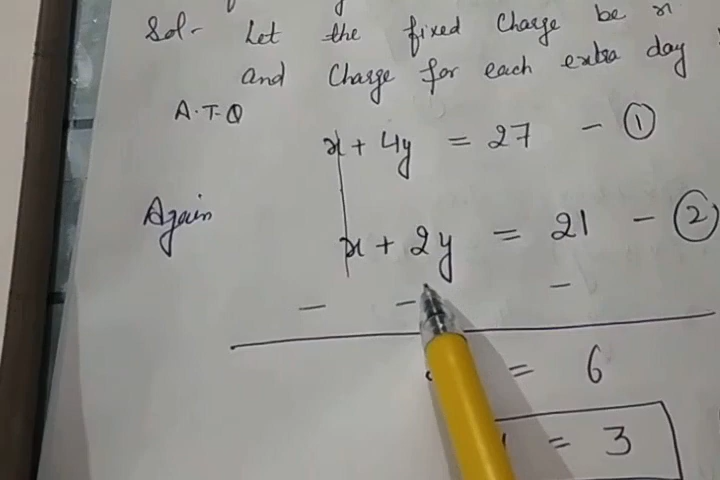 Sol- Let the fixed Charge be x
and Charge for each extra day
A.T.Q
x + 4y = 27 - ①
Again
x + 2y = 21 - ②
- - -
= 6
= 3